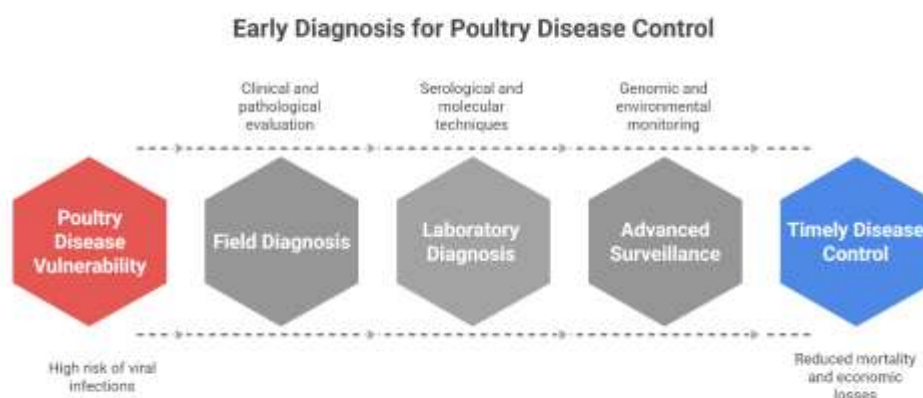 Early Diagnosis for Poultry Disease Control
Clinical and
pathological
evaluation
Serological and
molecular
techniques
Genomic and
environmental
monitoring
Poultry
Disease
Vulnerability
Field Diagnosis
Laboratory
Diagnosis
Advanced
Surveillance
Timely Disease
Control
High risk of viral
infections
Reduced mortality
and economic
losses